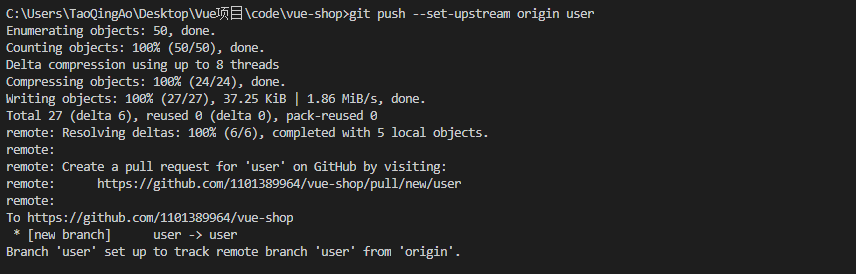 C:\Users\TaoQingAo\Desktop\Vue项目\code\vue-shop>git push --set-upstream origin user
Enumerating objects: 50, done.
Counting objects: 100% (50/50), done.
Delta compression using up to 8 threads
Compressing objects: 100% (24/24), done.
Writing objects: 100% (27/27), 37.25 KiB | 1.86 MiB/s, done.
Total 27 (delta 6), reused 0 (delta 0), pack-reused 0
remote: Resolving deltas: 100% (6/6), completed with 5 local objects.
remote:
remote: Create a pull request for 'user' on GitHub by visiting:
remote:      https://github.com/1101389964/vue-shop/pull/new/user
remote:
To https://github.com/1101389964/vue-shop
 * [new branch]      user -> user
Branch 'user' set up to track remote branch 'user' from 'origin'.